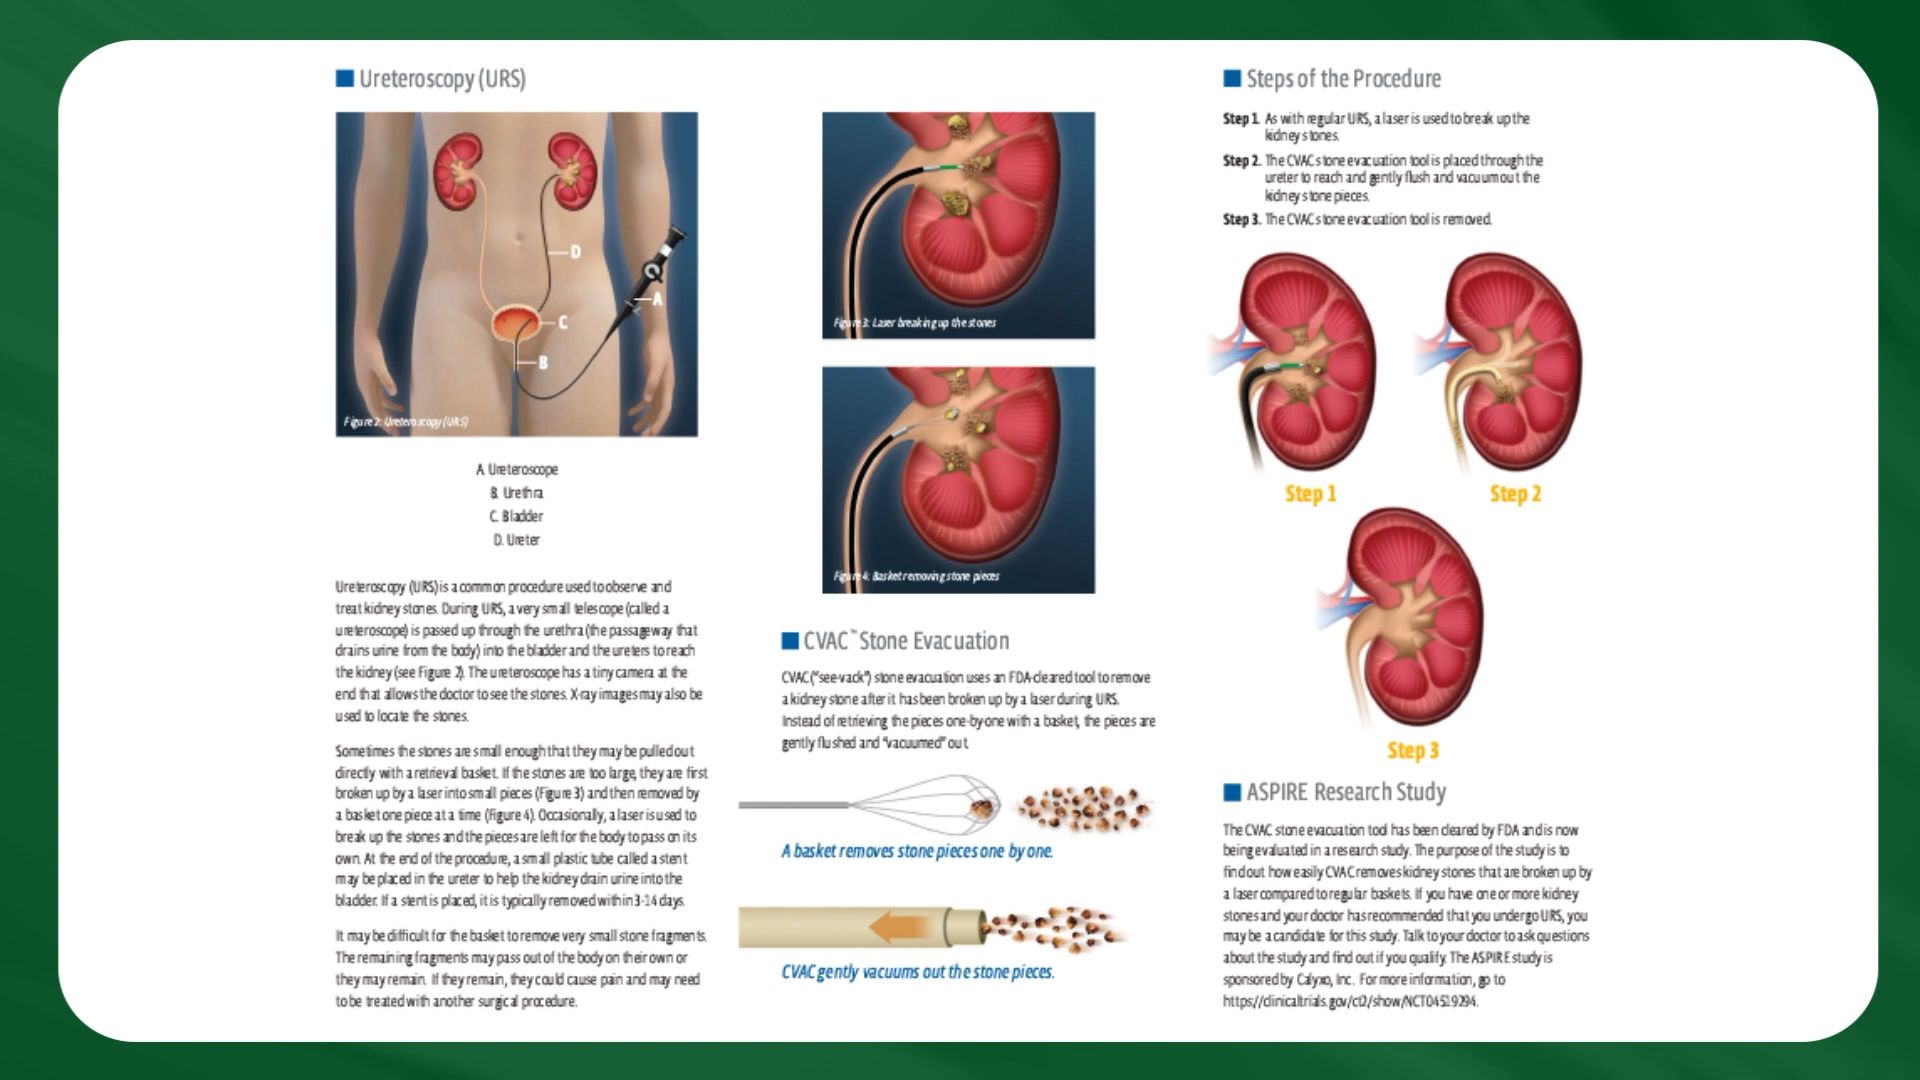 Ureteroscopy (URS)
D
A
C
B
Figure 2: Ureteroscopy (URS)
A. Ureteroscope
B. Urethra
C. Bladder
D. Ureter
Ureteroscopy (URS) is a common procedure used to observe and
treat kidney stones. During URS, a very small telescope (called a
ureteroscope) is passed up through the urethra (the passageway that
drains urine from the body) into the bladder and the ureters to reach
the kidney (see Figure 2). The ureteroscope has a tiny camera at the
end that allows the doctor to see the stones. X-ray images may also be
used to locate the stones.
Sometimes the stones are small enough that they may be pulled out
directly with a retrieval basket. If the stones are too large, they are first
broken up by a laser into small pieces (Figure 3) and then removed by
a basket one piece at a time (Figure 4). Occasionally, a laser is used to
break up the stones and the pieces are left for the body to pass on its
own. At the end of the procedure, a small plastic tube called a stent
may be placed in the ureter to help the kidney drain urine into the
bladder. If a stent is placed, it is typically removed within 3-14 days.
It may be difficult for the basket to remove very small stone fragments.
The remaining fragments may pass out of the body on their own or
they may remain. If they remain, they could cause pain and may need
to be treated with another surgical procedure.
Figure 3: Laser breaking up the stones
Figure 4: Basket removing stone pieces
CVAC™ Stone Evacuation
CVAC ("see-vack") stone evacuation uses an FDA-cleared tool to remove
a kidney stone after it has been broken up by a laser during URS.
Instead of retrieving the pieces one-by-one with a basket, the pieces are
gently flushed and "vacuumed" out.
A basket removes stone pieces one by one.
CVAC gently vacuums out the stone pieces.
Steps of the Procedure
Step 1. As with regular URS, a laser is used to break up the
kidney stones.
Step 2. The CVAC stone evacuation tool is placed through the
ureter to reach and gently flush and vacuum out the
kidney stone pieces.
Step 3. The CVAC stone evacuation tool is removed.
Step 1
Step 2
Step 3
ASPIRE Research Study
The CVAC stone evacuation tool has been cleared by FDA and is now
being evaluated in a research study. The purpose of the study is to
find out how easily CVAC removes kidney stones that are broken up by
a laser compared to regular baskets. If you have one or more kidney
stones and your doctor has recommended that you undergo URS, you
may be a candidate for this study. Talk to your doctor to ask questions
about the study and find out if you qualify. The ASPIRE study is
sponsored by Calyxo, Inc. For more information, go to
https://clinicaltrials.gov/ct2/show/NCT04519294.